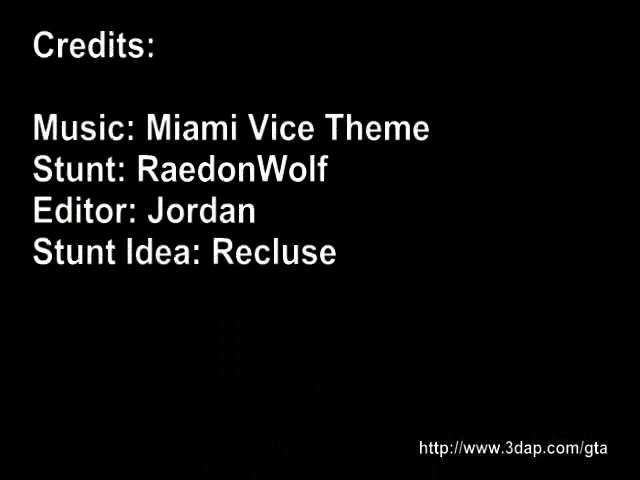 Credits:
Music: Miami Vice Theme
Stunt: RaedonWolf
Editor: Jordan
Stunt Idea: Recluse
http://www.3dap.com/gta